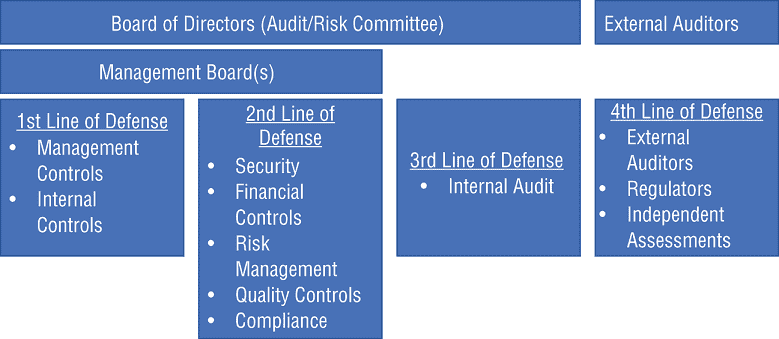 Board of Directors (Audit/Risk Committee)
External Auditors
Management Board(s)
1st Line of Defense
• Management
Controls
• Internal
Controls
2nd Line of
Defense
• Security
• Financial
Controls
• Risk
Management
• Quality Controls
• Compliance
3rd Line of Defense
• Internal Audit
4th Line of Defense
• External
Auditors
• Regulators
• Independent
Assessments